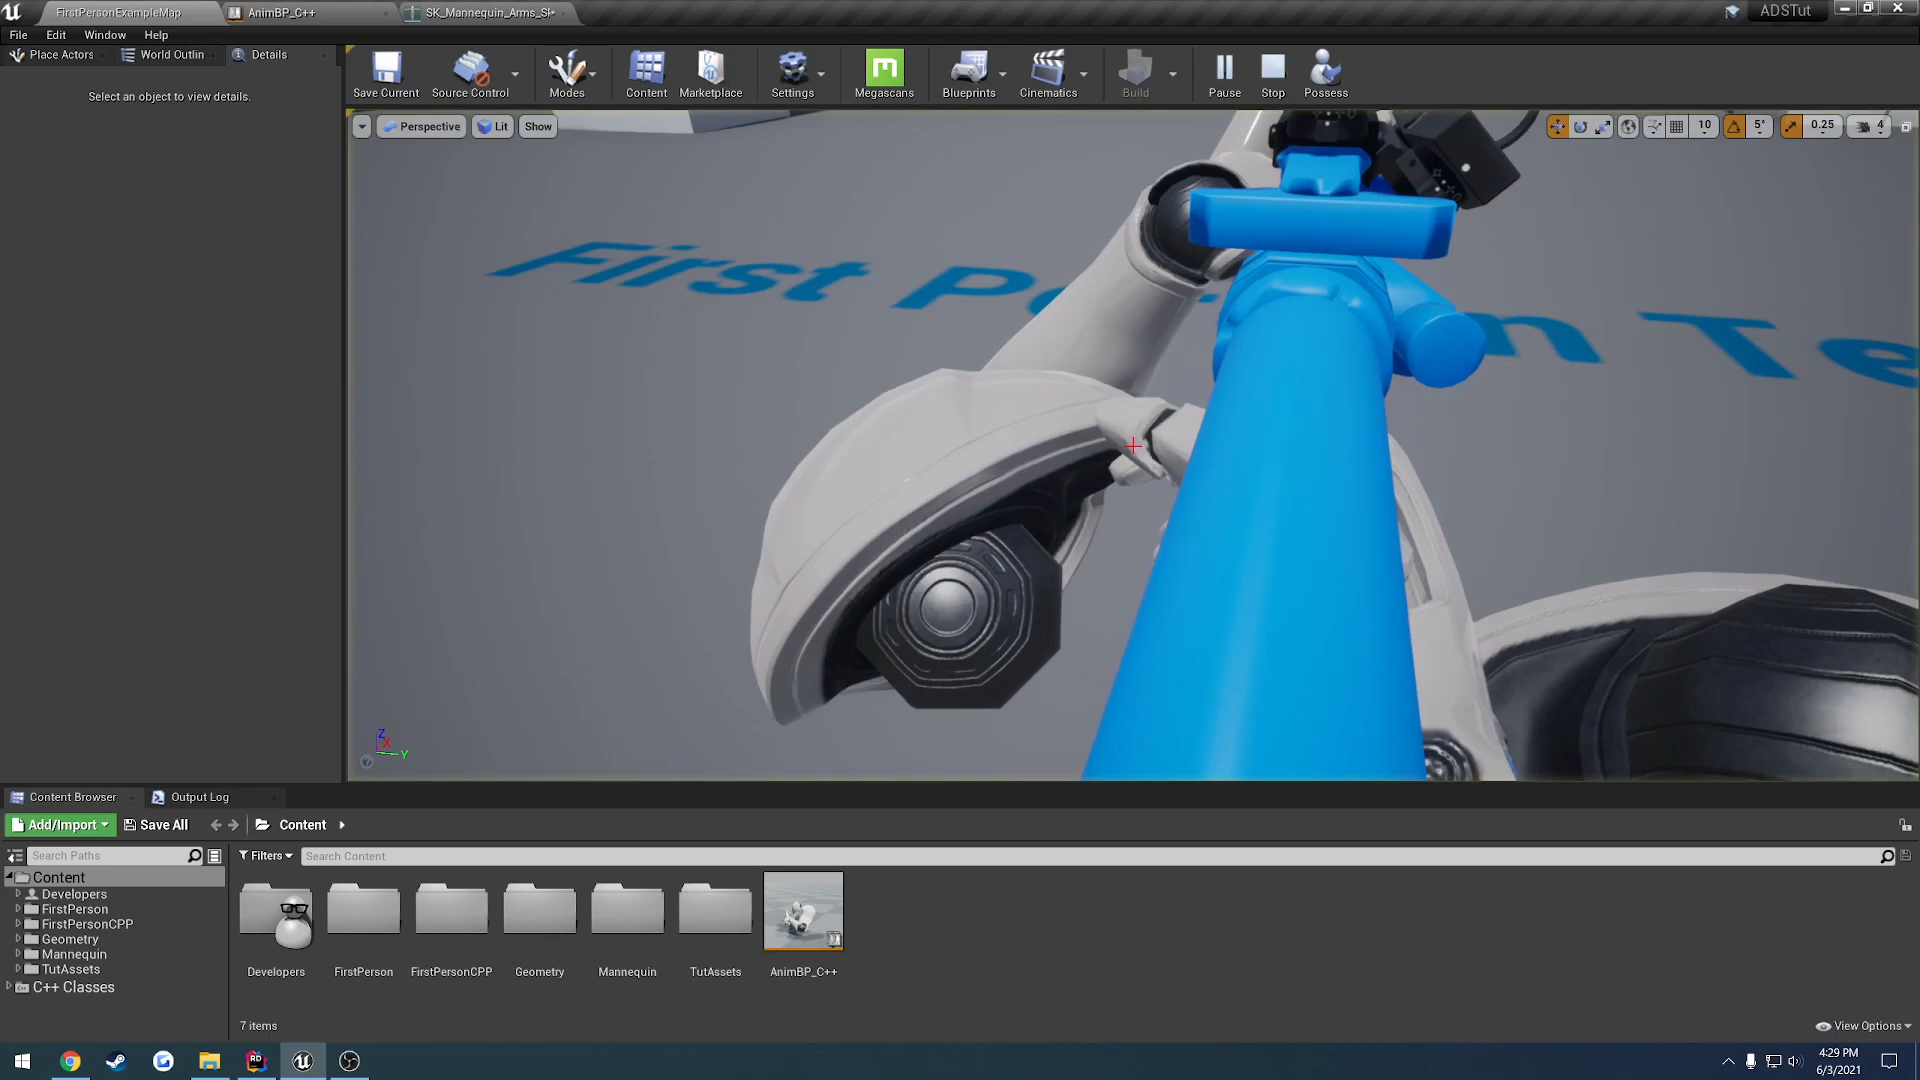 FirstPersonExampleMap
AnimBP_C++
SK_Mannequin_Arms_Sk•
ADSTut
File
Edit
Window
Help
Place Actors
World Outlin
Details
Select an object to view details.
Save Current
Source Control
Modes
Content
Marketplace
Settings
Megascans
Blueprints
Cinematics
Build
Pause
Stop
Possess
Perspective
Lit
Show
10
5°
0.25
4
First Pe n Te
Z
X
Y
Content Browser
Output Log
Add/Import
Save All
Content
Search Paths
Filters
Search Content
Content
Developers
FirstPerson
FirstPersonCPP
Geometry
Mannequin
TutAssets
C++ Classes
Developers
FirstPerson
FirstPersonCPP
Geometry
Mannequin
TutAssets
AnimBP_C++
7 items
View Options
RD
4:29 PM
6/3/2021